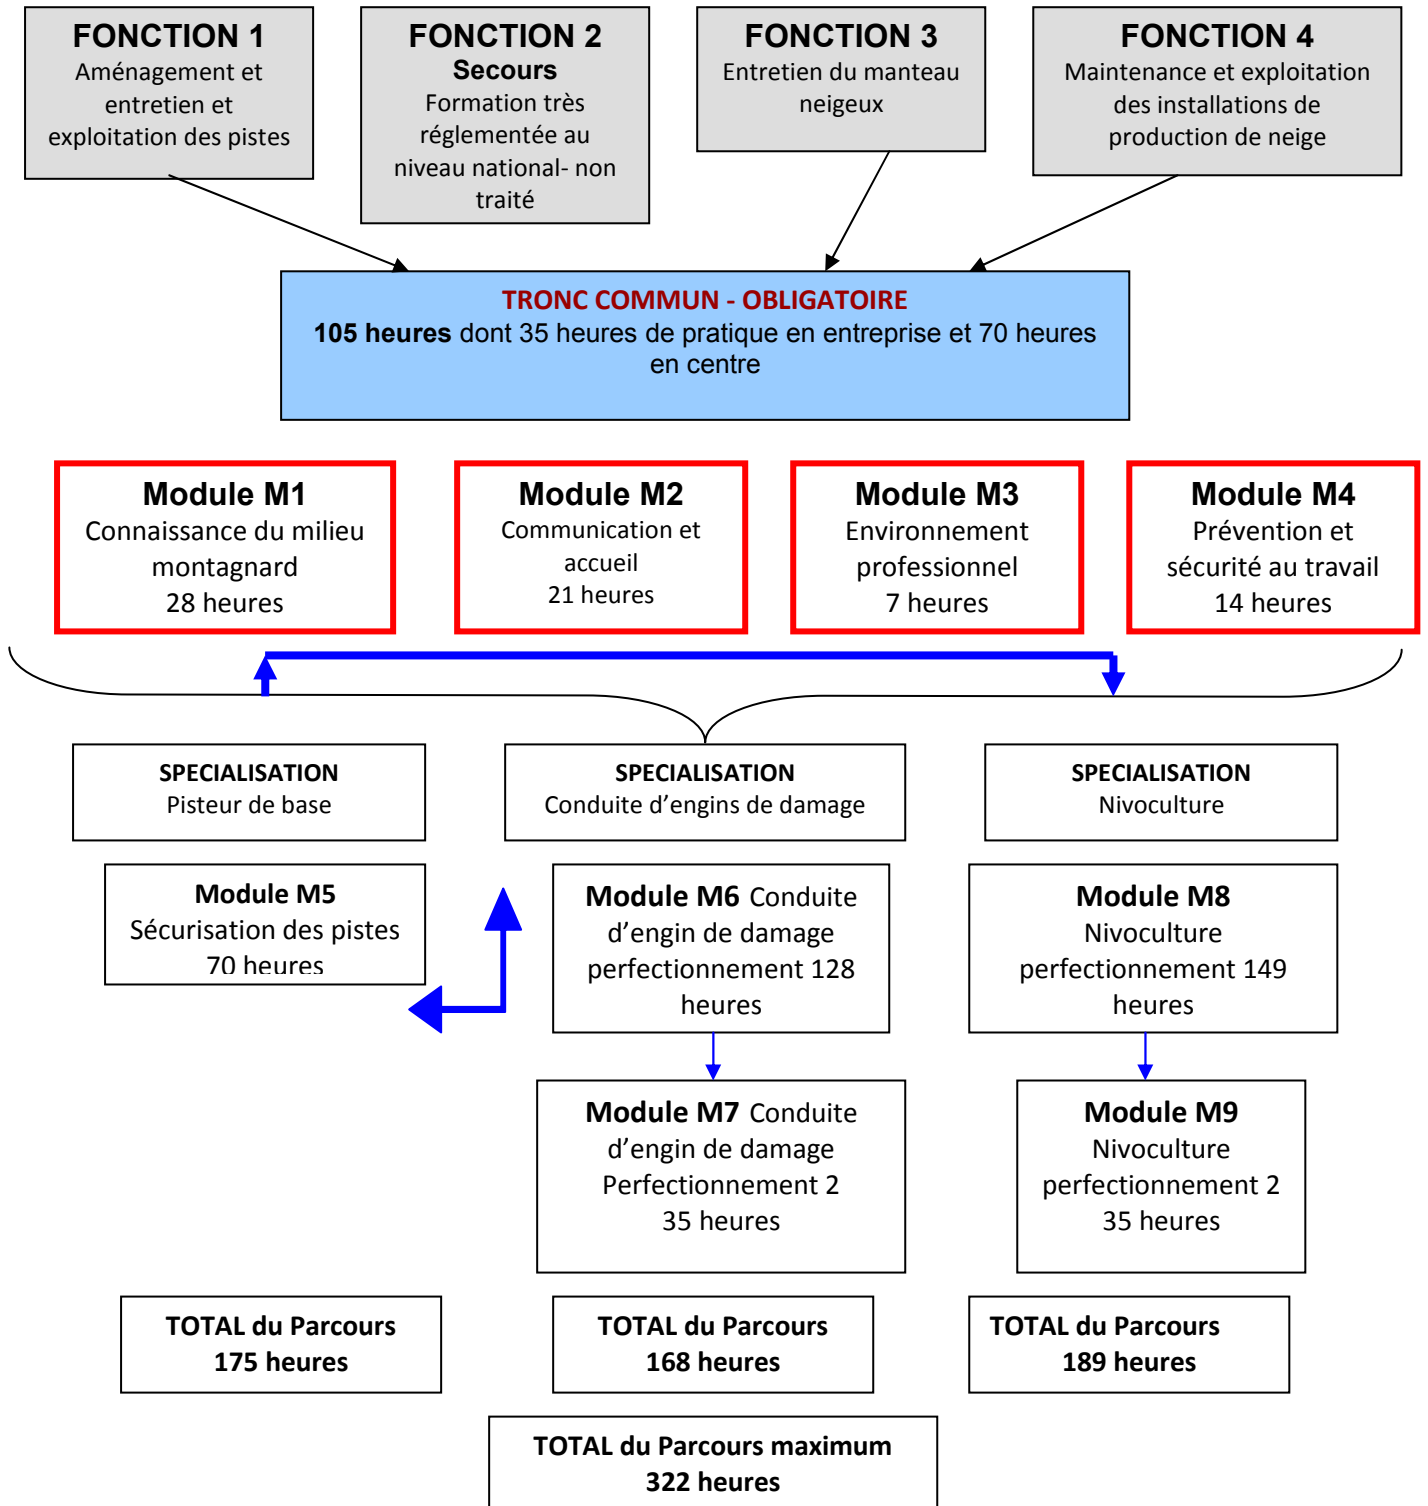 FONCTION 1
Aménagement et
entretien et
exploitation des pistes
FONCTION 2
Secours
Formation très
réglementée au
niveau national- non
traité
FONCTION 3
Entretien du manteau
neigeux
FONCTION 4
Maintenance et exploitation
des installations de
production de neige
TRONC COMMUN - OBLIGATOIRE
105 heures dont 35 heures de pratique en entreprise et 70 heures
en centre
Module M1
Connaissance du milieu
montagnard
28 heures
Module M2
Communication et
accueil
21 heures
Module M3
Environnement
professionnel
7 heures
Module M4
Prévention et
sécurité au travail
14 heures
SPECIALISATION
Pisteur de base
SPECIALISATION
Conduite d’engins de damage
SPECIALISATION
Nivoculture
Module M5
Sécurisation des pistes
70 heures
Module M6 Conduite
d’engin de damage
perfectionnement 128
heures
Module M8
Nivoculture
perfectionnement 149
heures
Module M7 Conduite
d’engin de damage
Perfectionnement 2
35 heures
Module M9
Nivoculture
perfectionnement 2
35 heures
TOTAL du Parcours
175 heures
TOTAL du Parcours
168 heures
TOTAL du Parcours
189 heures
TOTAL du Parcours maximum
322 heures